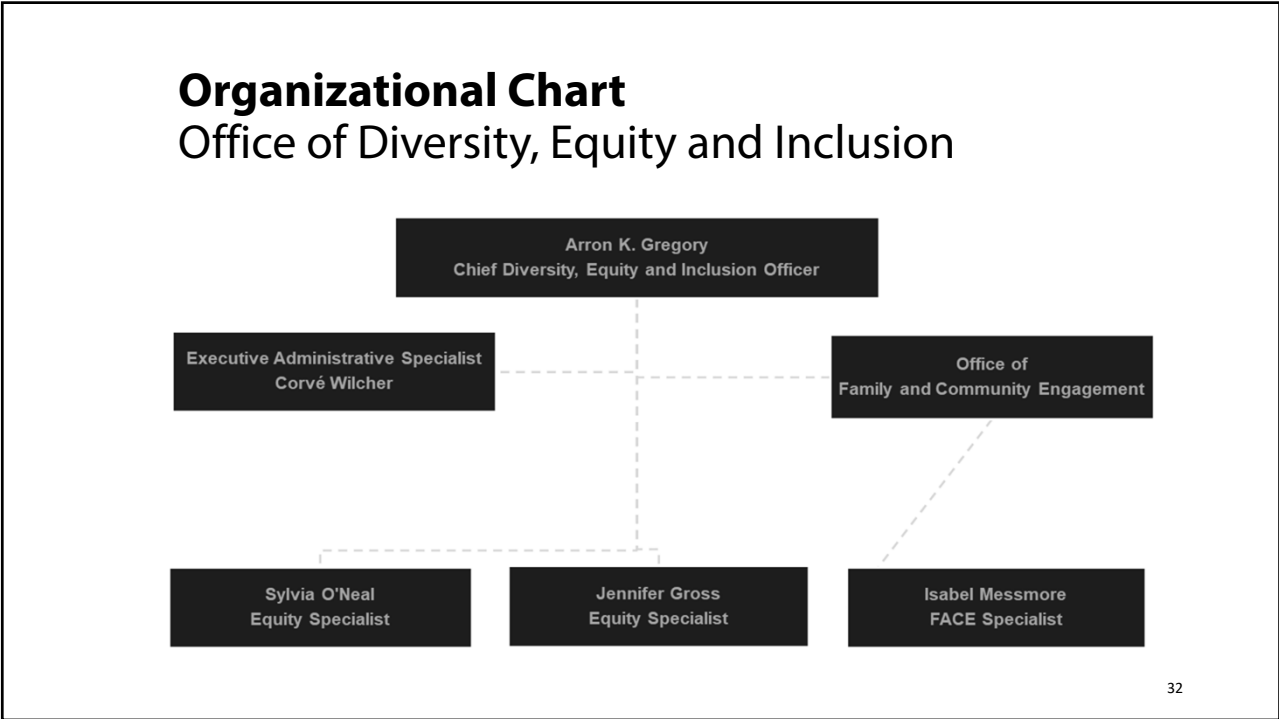 Organizational Chart
Office of Diversity, Equity and Inclusion
Arron K. Gregory
Chief Diversity, Equity and Inclusion Officer
Executive Administrative Specialist
Corvé Wilcher
Office of
Family and Community Engagement
Sylvia O'Neal
Equity Specialist
Jennifer Gross
Equity Specialist
Isabel Messmore
FACE Specialist
32